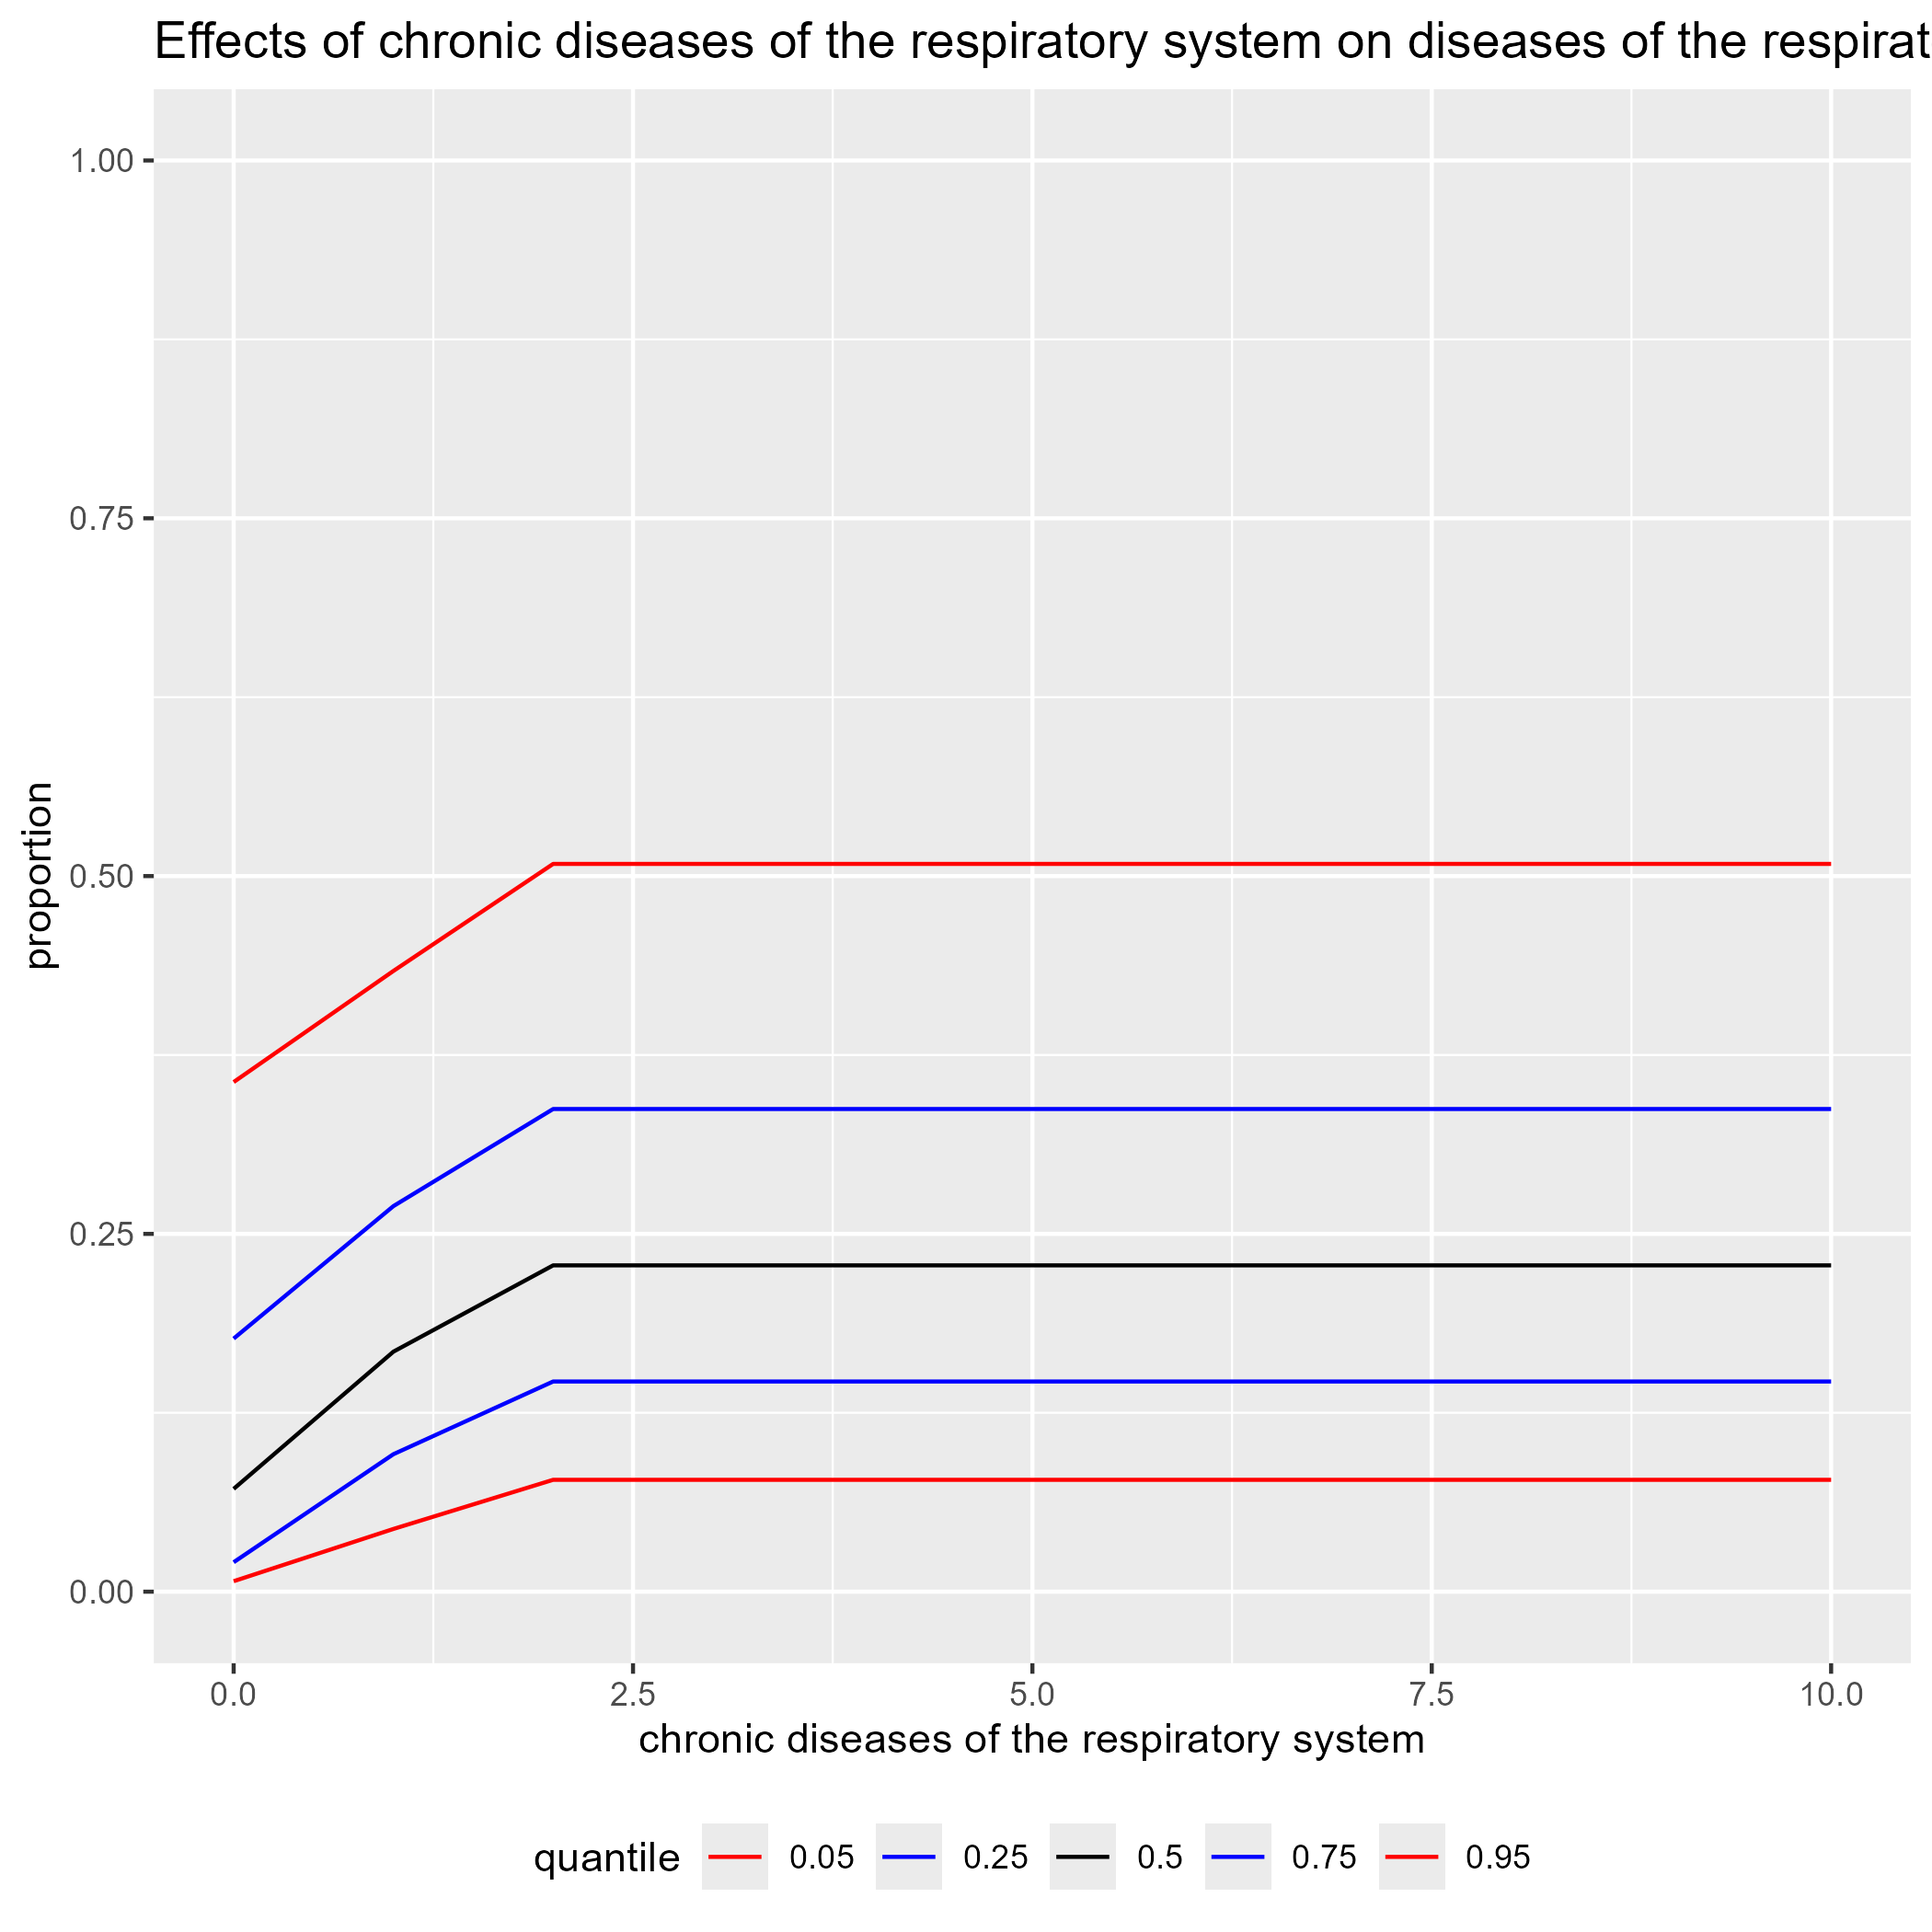 Effects of chronic diseases of the respiratory system on diseases of the respirat
1.00
0.75
0.50
0.25
0.00
proportion
0.0 2.5 5.0 7.5 10.0
chronic diseases of the respiratory system
quantile 0.05 0.25 0.5 0.75 0.95